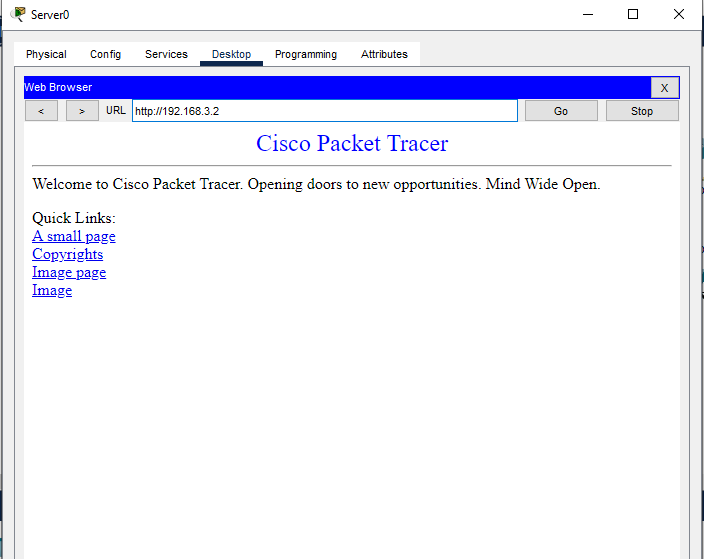 Server0
Physical Config Services Desktop Programming Attributes
Web Browser X
< > URL http://192.168.3.2 Go Stop
Cisco Packet Tracer
Welcome to Cisco Packet Tracer. Opening doors to new opportunities. Mind Wide Open.
Quick Links:
A small page
Copyrights
Image page
Image